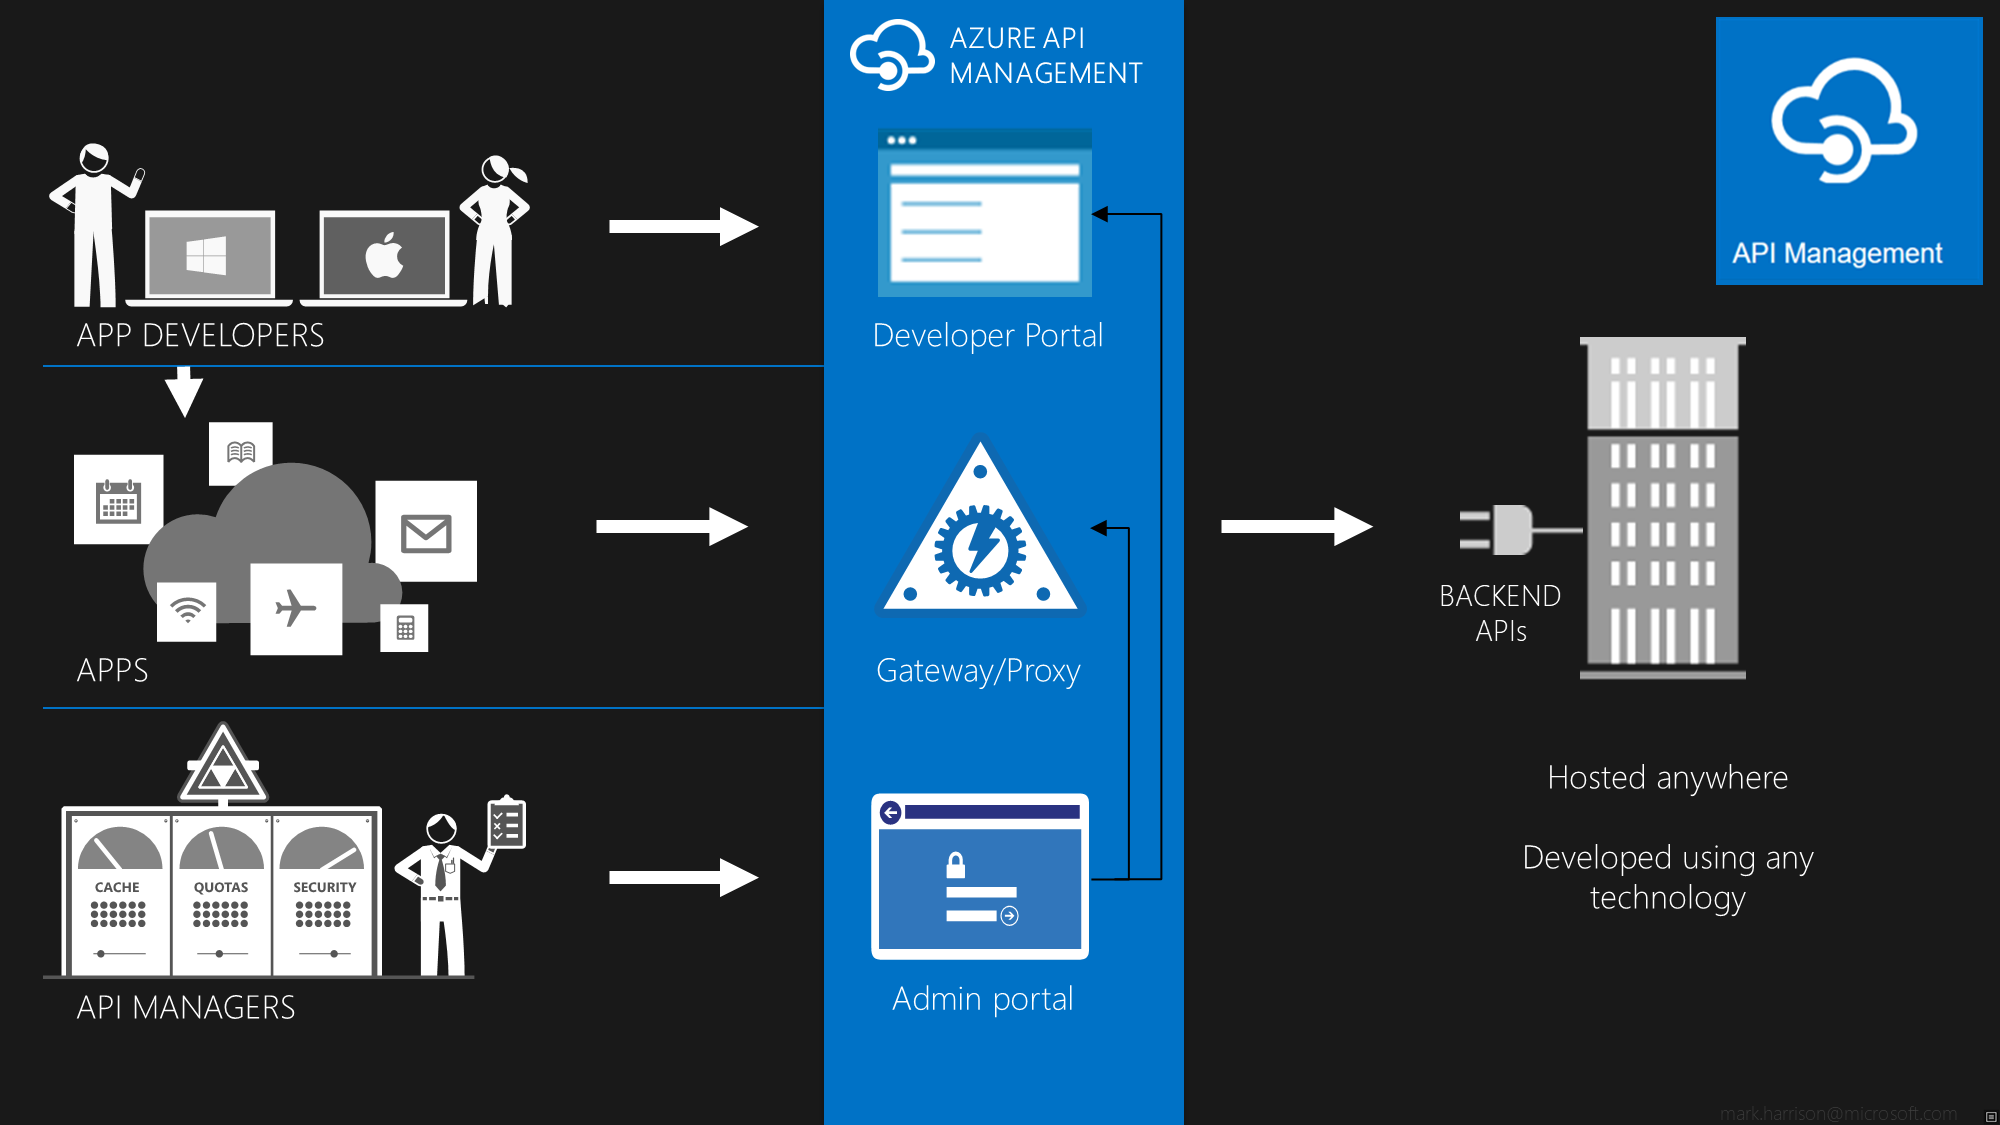 AZURE API
MANAGEMENT
API Management
APP DEVELOPERS
Developer Portal
BACKEND
APIs
APPS
Gateway/Proxy
Hosted anywhere
Developed using any
technology
CACHE
QUOTAS
SECURITY
API MANAGERS
Admin portal
mark.harrison@microsoft.com